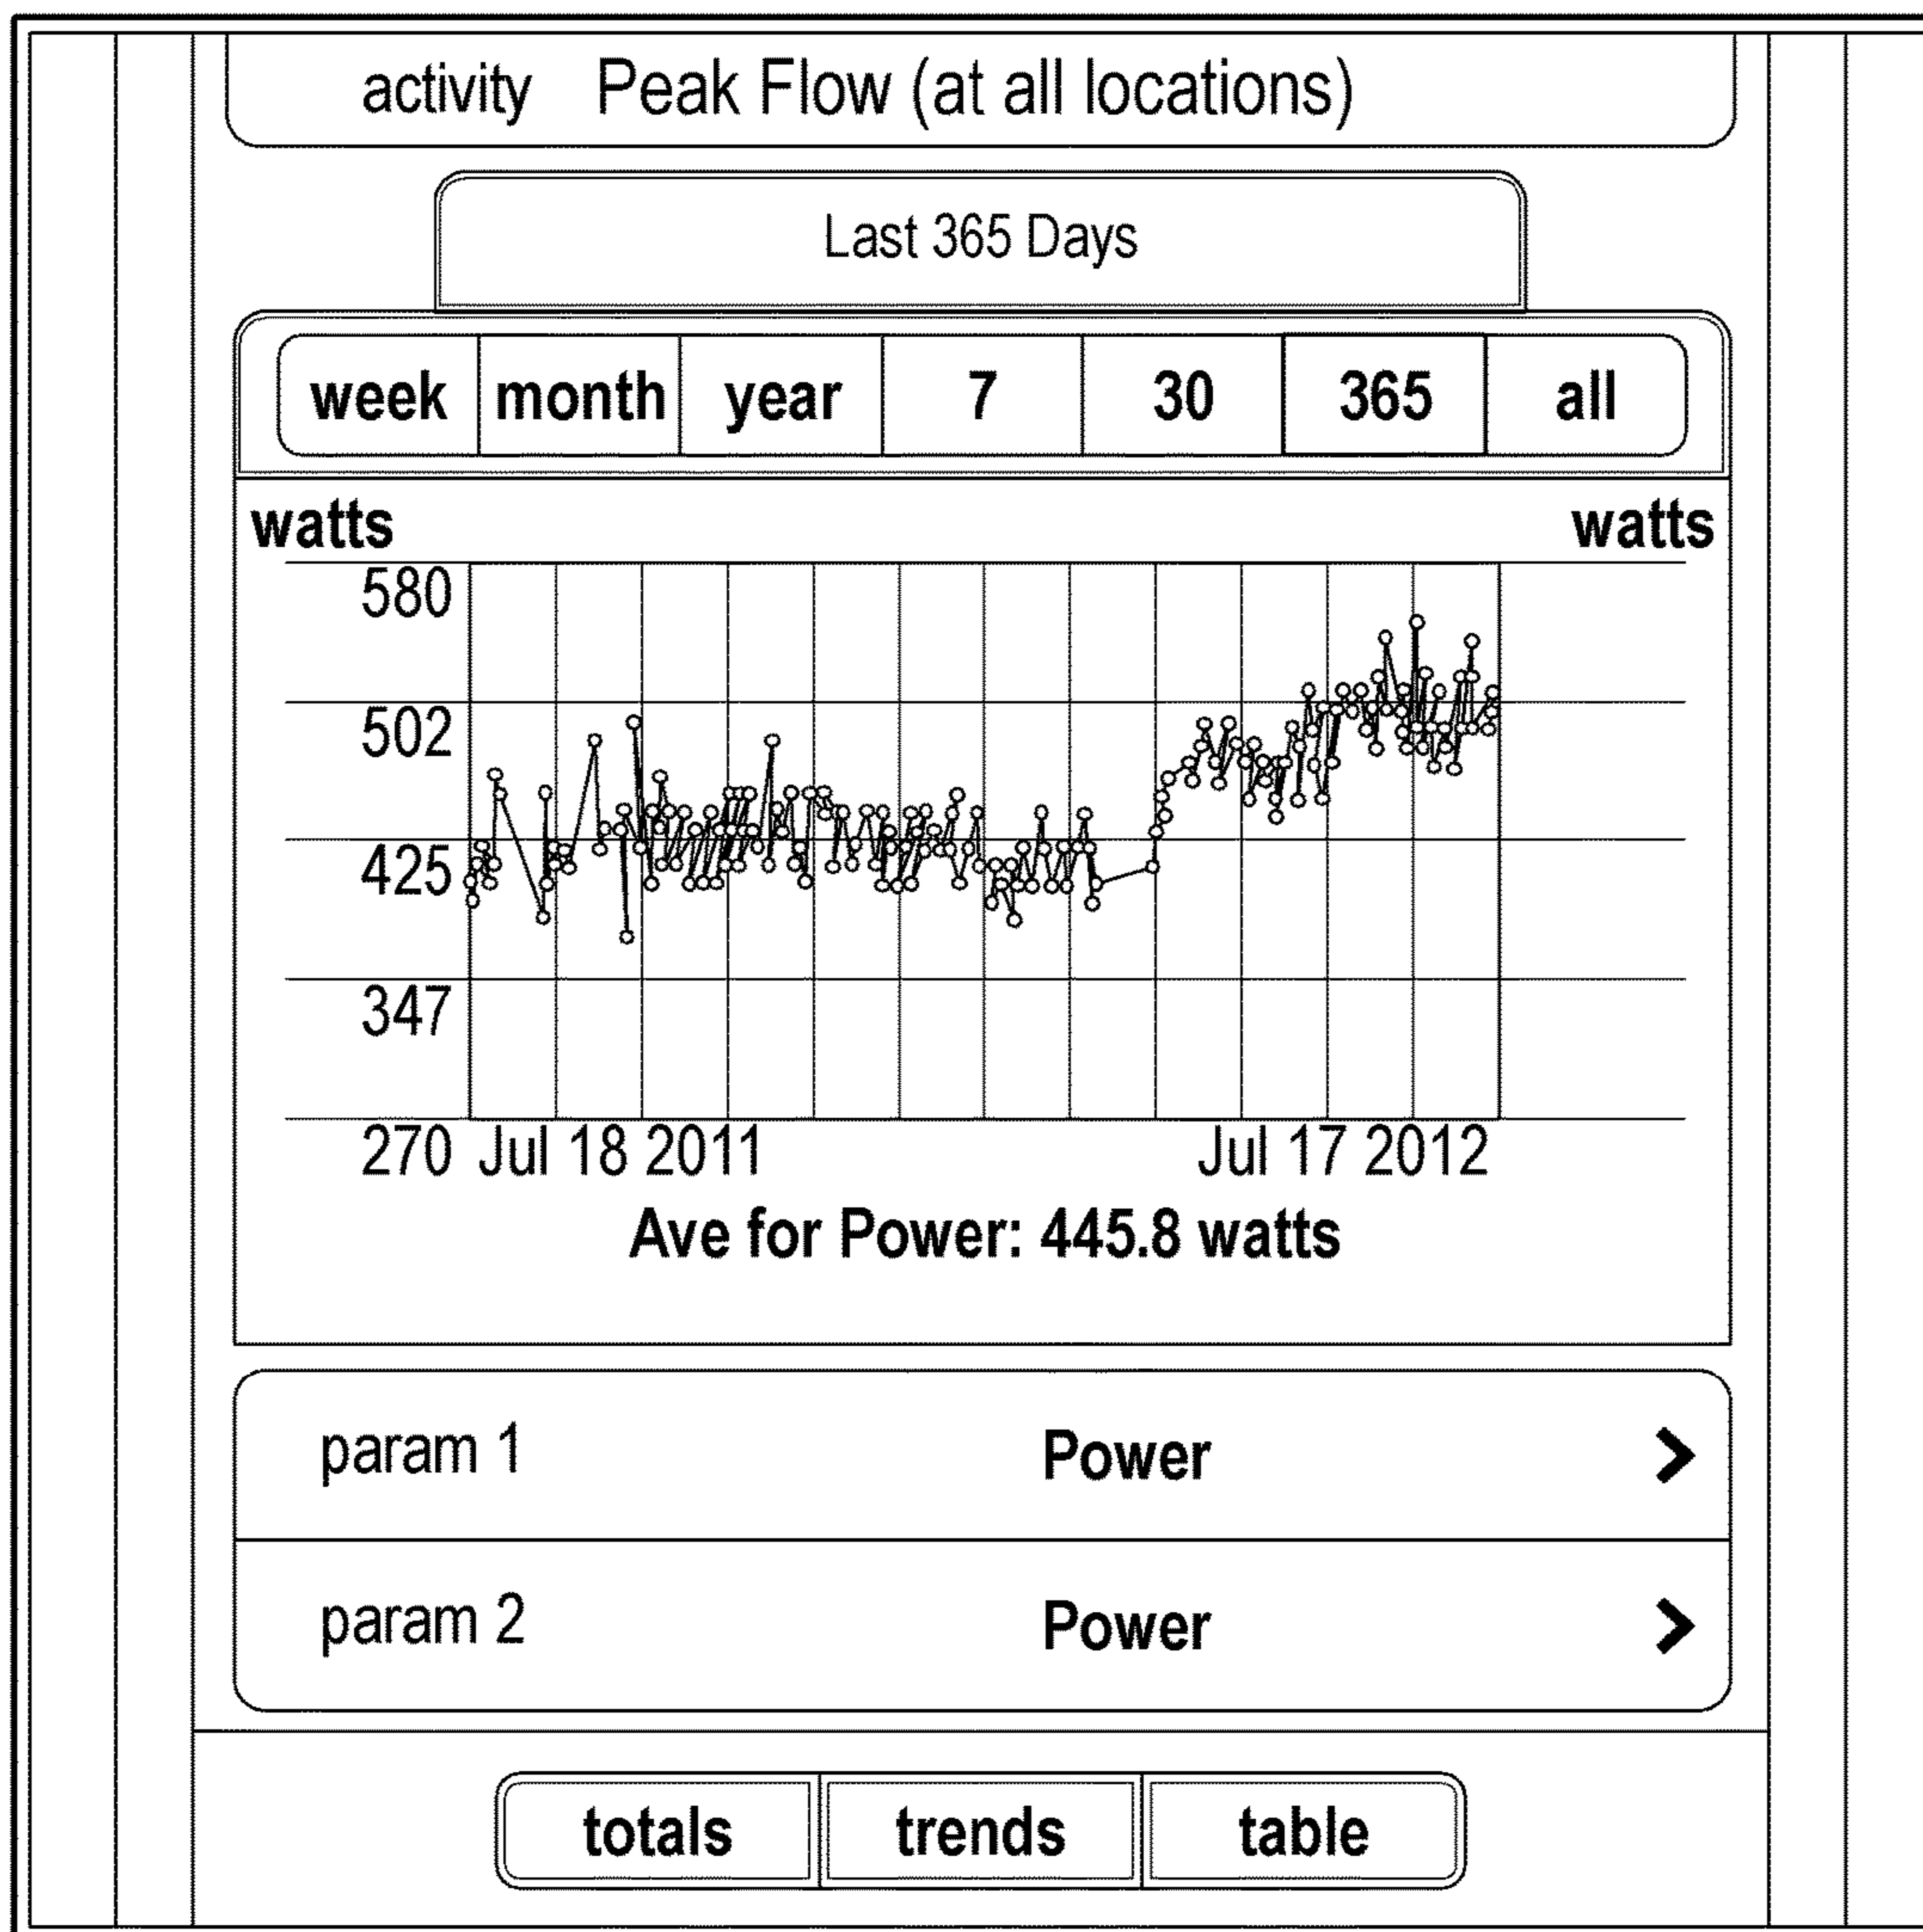 activity Peak Flow (at all locations)
Last 365 Days
week month year 7 30 365 all
watts watts
580
502
425
347
270 Jul 18 2011 Jul 17 2012
Ave for Power: 445.8 watts
param 1 Power >
param 2 Power >
totals trends table